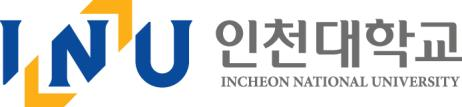 INU 인천대학교
INCHEON NATIONAL UNIVERSITY